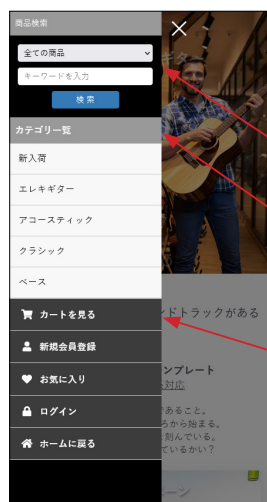 商品検索
全ての商品
キーワードを入力
検 索
カテゴリ一覧
新入荷
エレキギター
アコースティック
クラシック
ベース
カートを見る
新規会員登録
お気に入り
ログイン
ホームに戻る
ンドトラックがある
ンプレート
対応
であること。
ろから始まる。
刻んでいる。
ているかい？
ーン